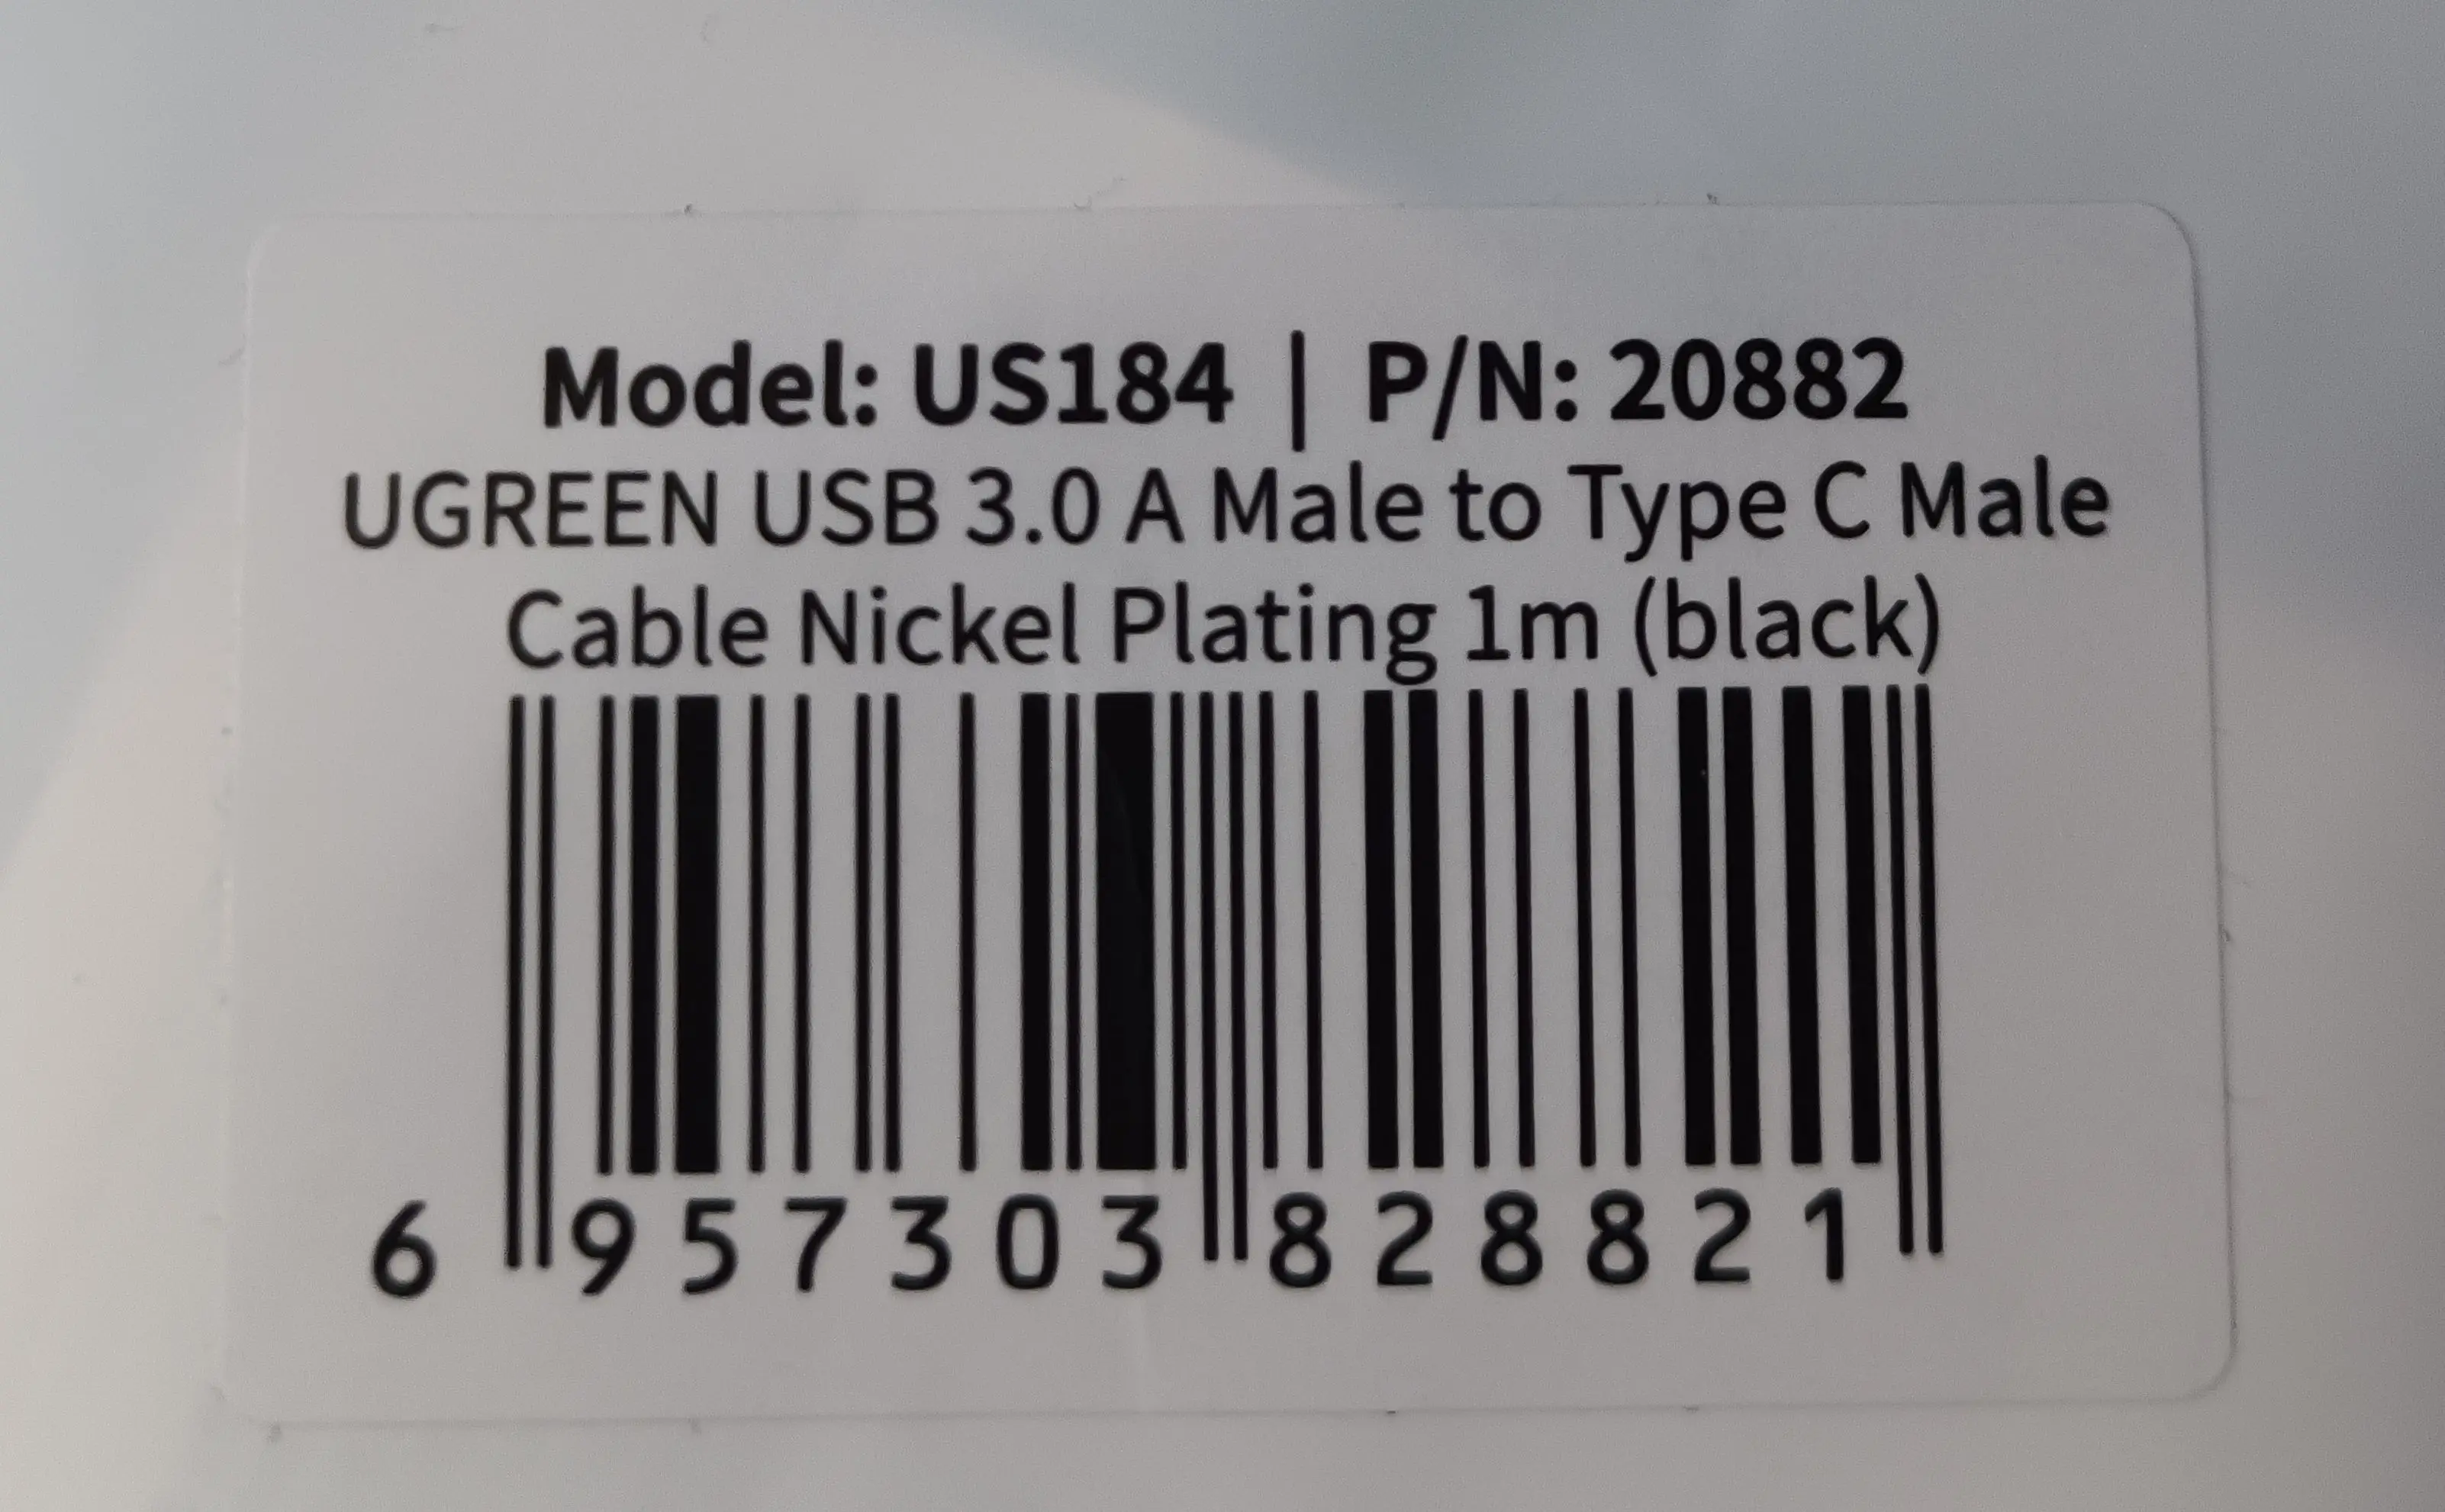 Model: US184 | P/N: 20882
UGREEN USB 3.0 A Male to Type C Male
Cable Nickel Plating 1m (black)
6 957303 828821